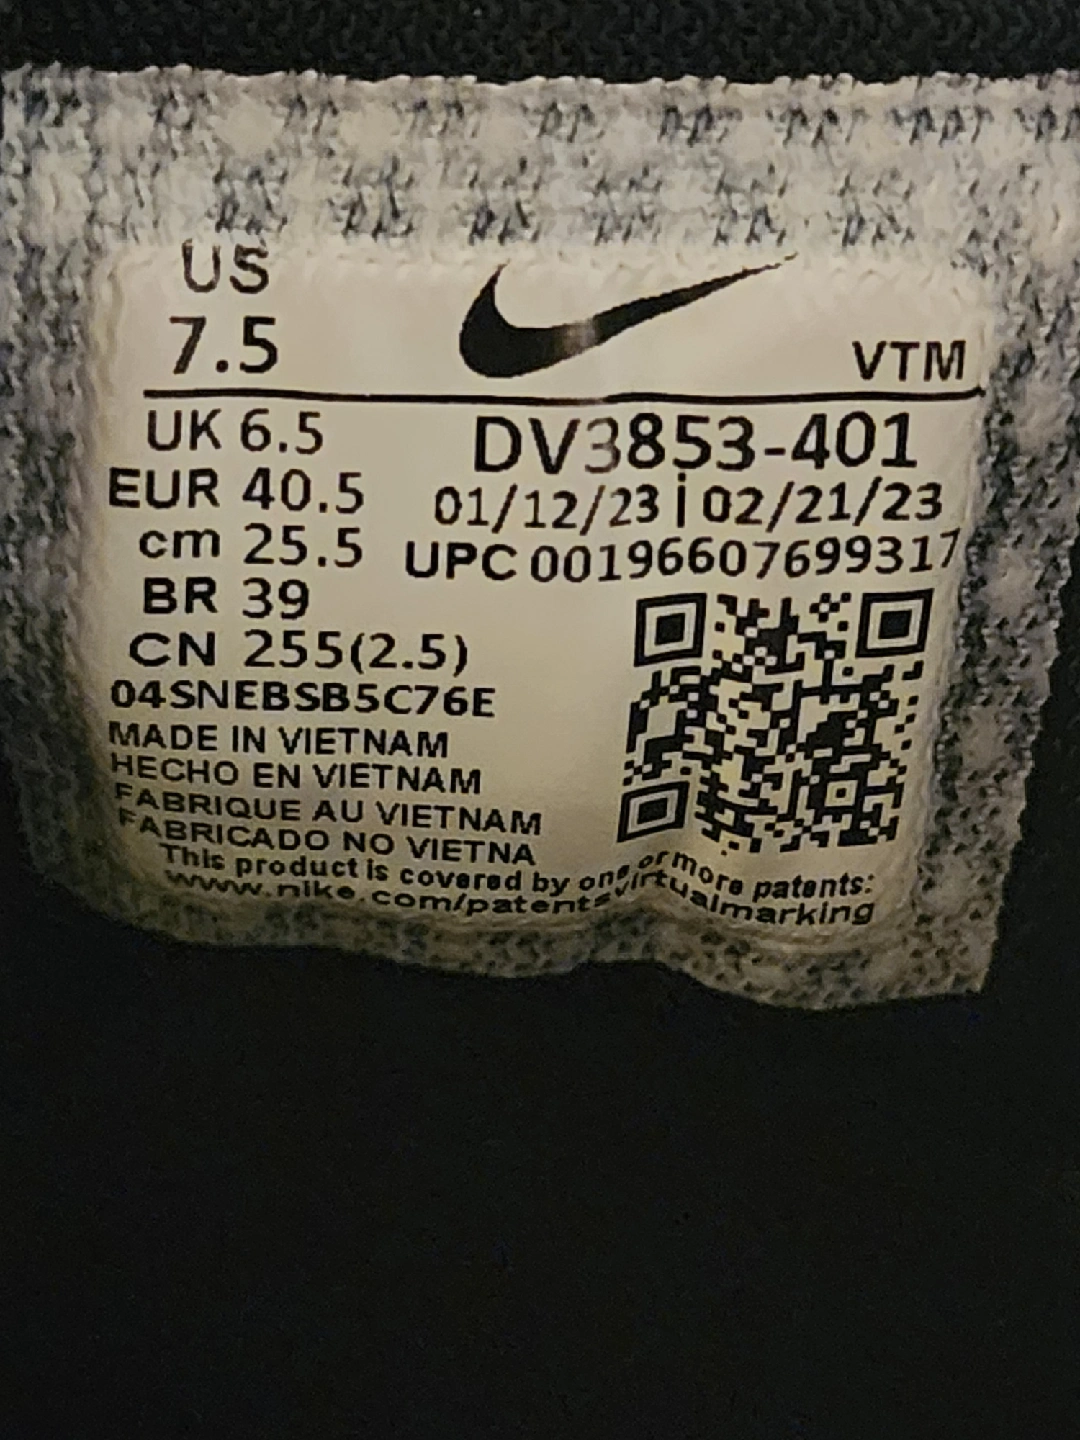 US
7.5
VTM
UK 6.5
EUR 40.5
cm 25.5
BR 39
CN 255(2.5)
DV3853-401
01/12/23 | 02/21/23
UPC 00196607699317
04SNEBSB5C76E
MADE IN VIETNAM
HECHO EN VIETNAM
FABRIQUE AU VIETNAM
FABRICADO NO VIETNA
This product is covered by one or more patents:
www.nike.com/patents virtualmarking